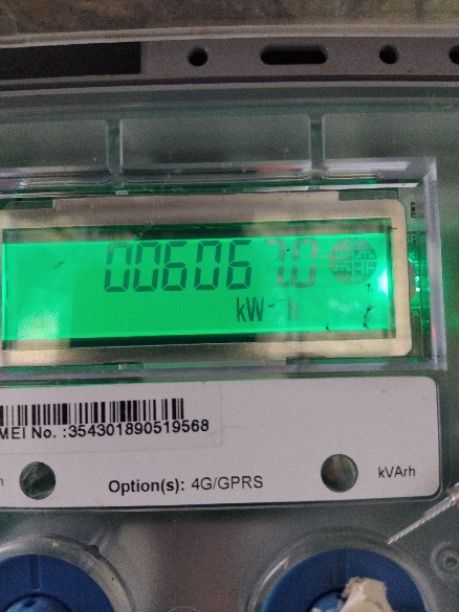 006067.0
kW-h
MEI No. :354301890519568
Option(s): 4G/GPRS
kVArh